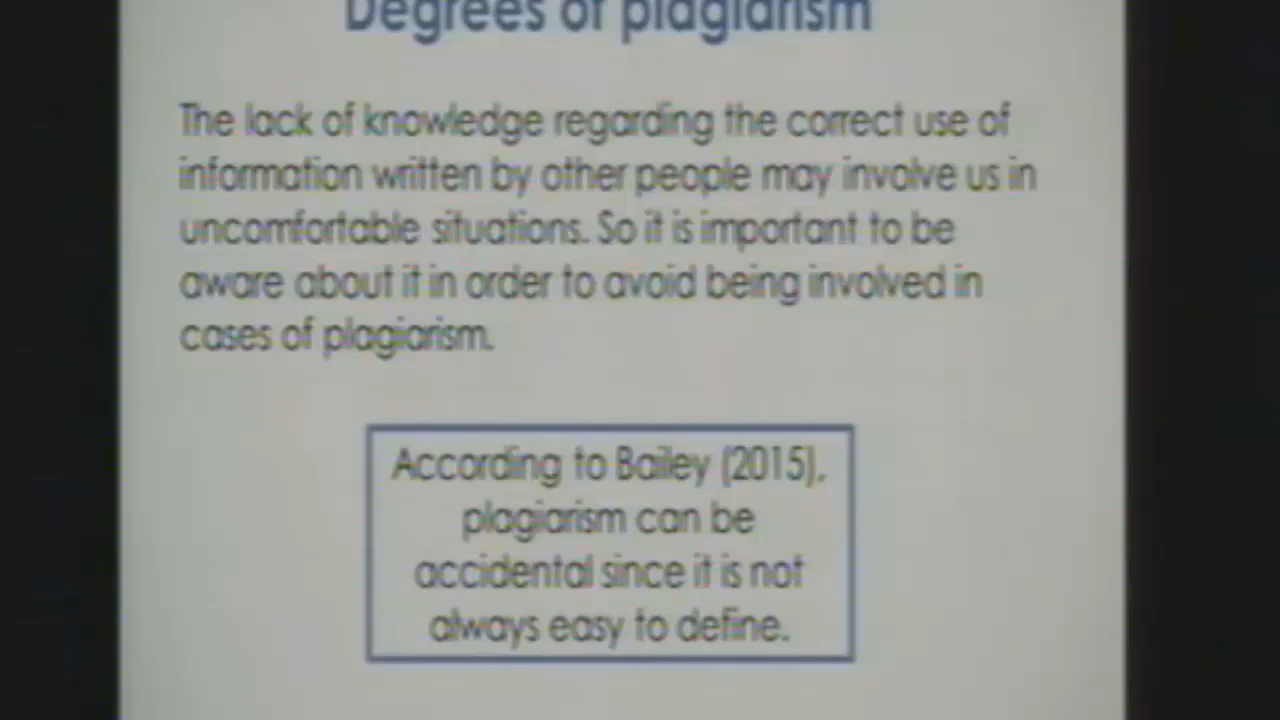 Degrees of plagiarism
The lack of knowledge regarding the correct use of
information written by other people may involve us in
uncomfortable situations. So it is important to be
aware about it in order to avoid being involved in
cases of plagiarism.
According to Bailey (2015),
plagiarism can be
accidental since it is not
always easy to define.